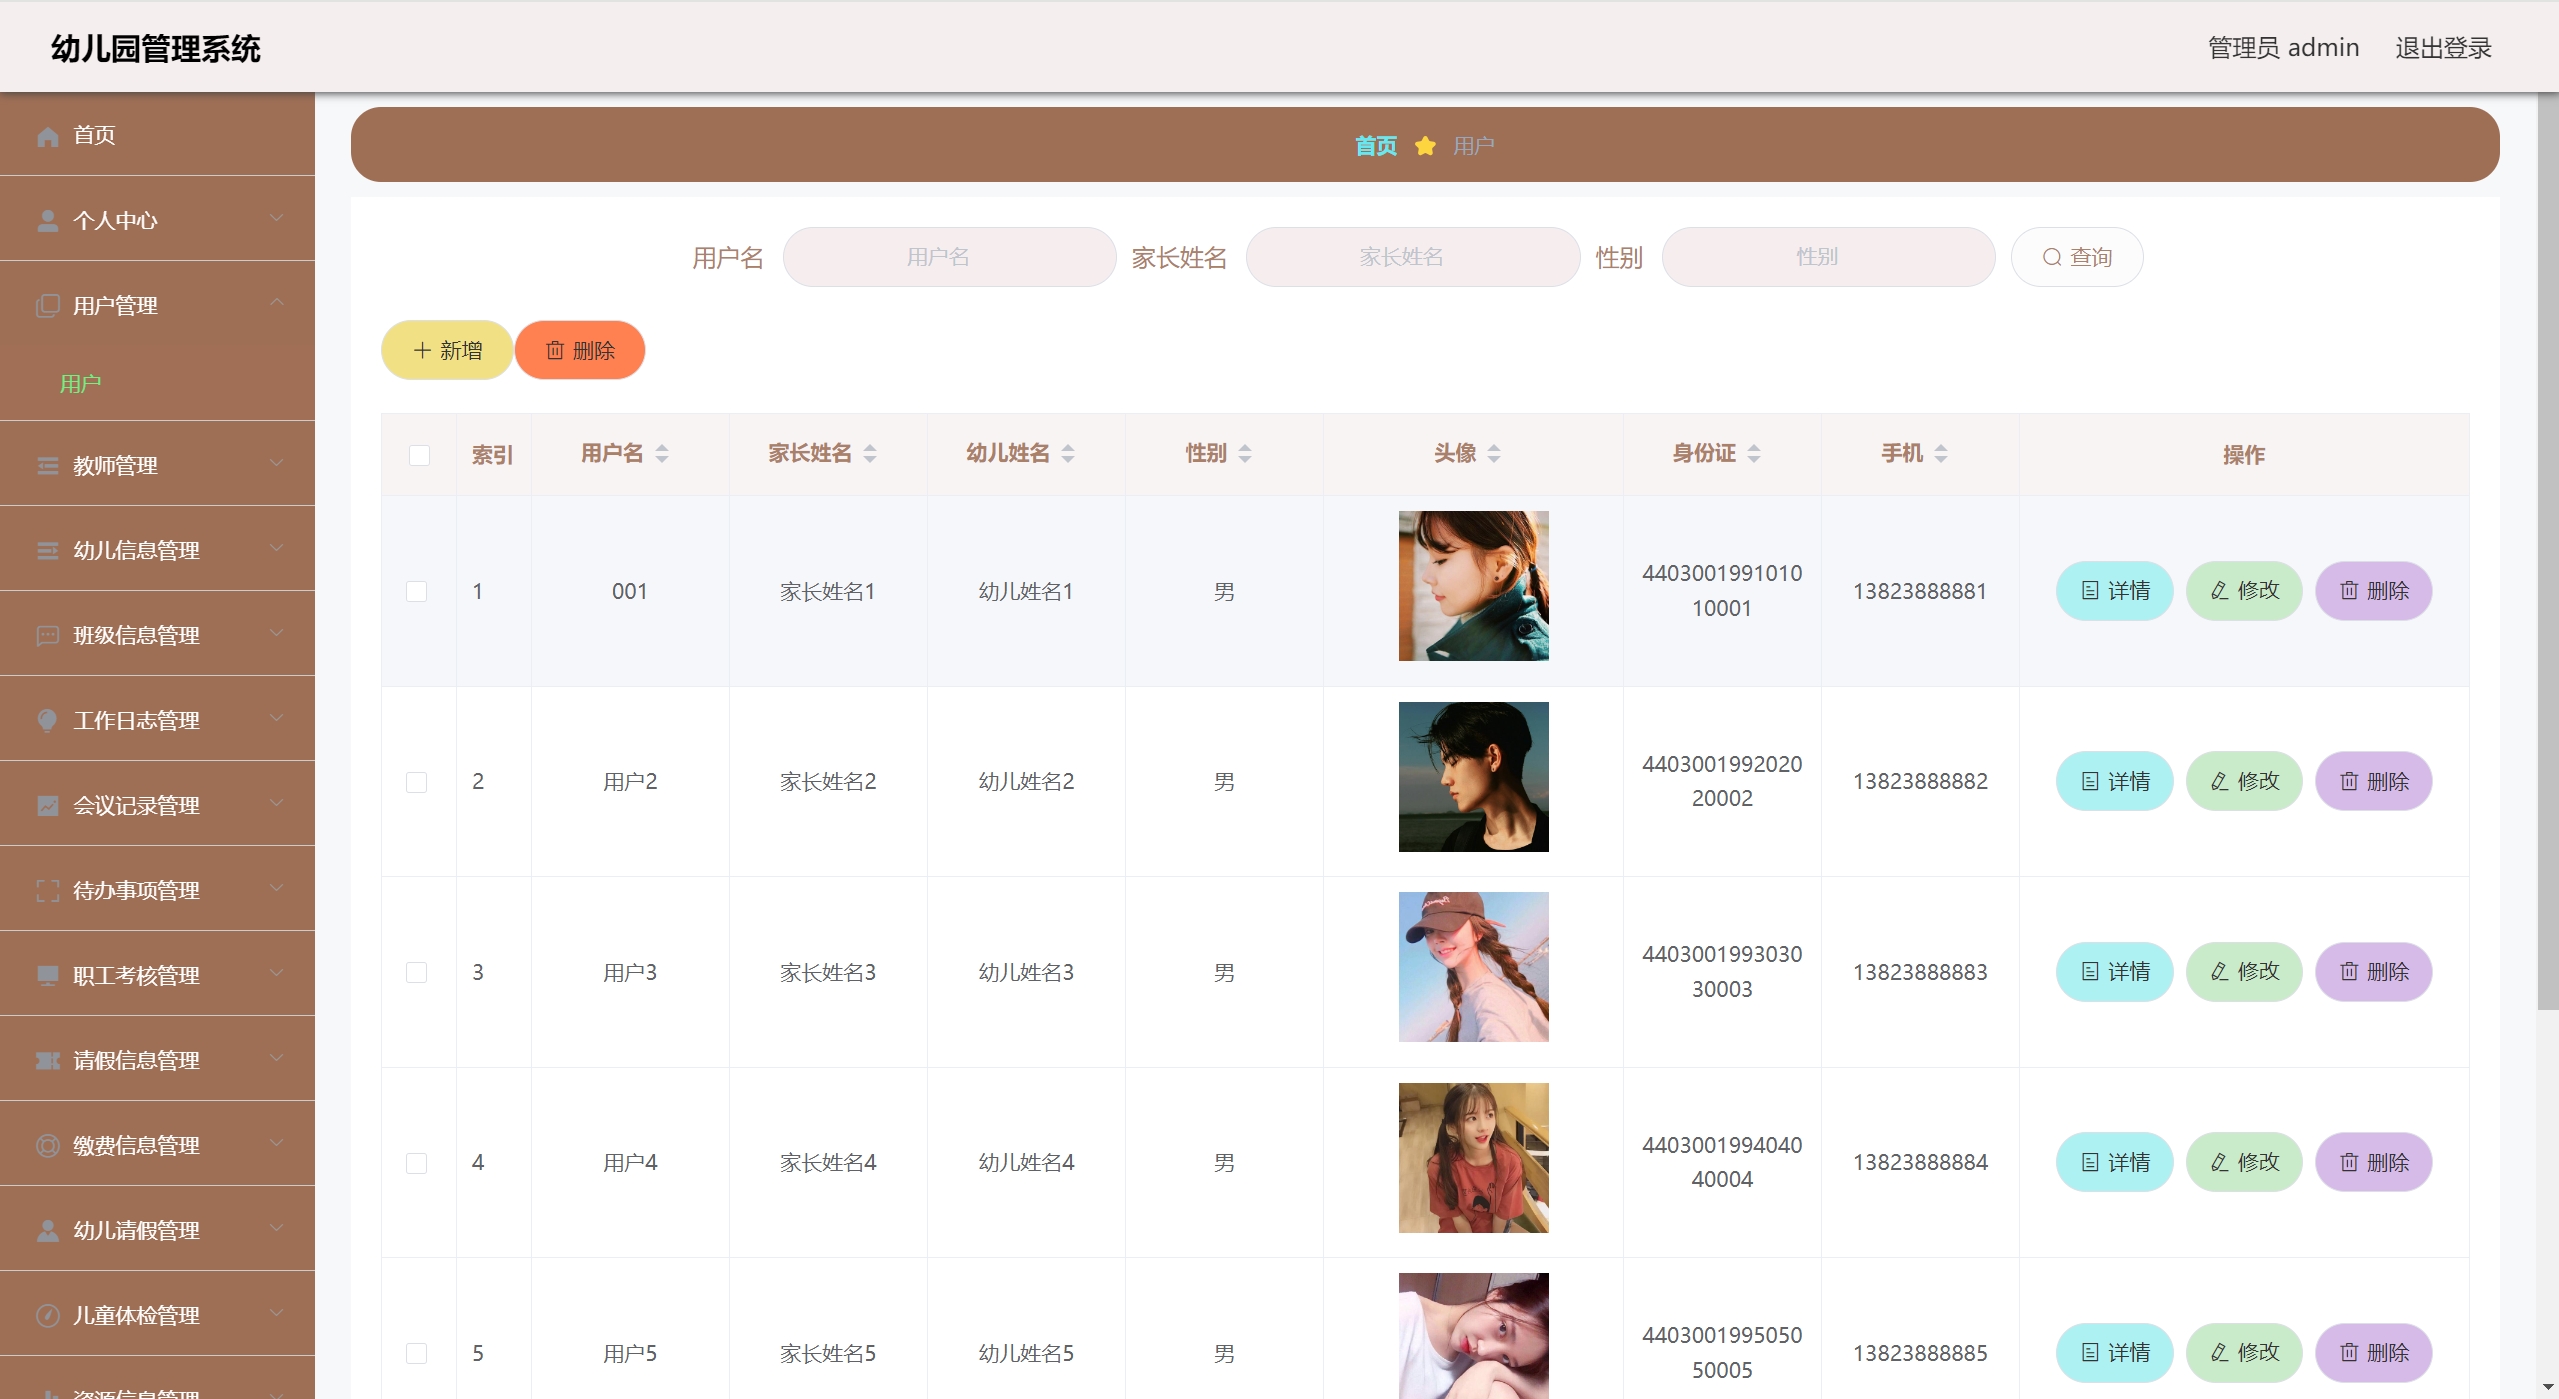 幼儿园管理系统
管理员 admin 退出登录
首页
个人中心
用户管理
用户
教师管理
幼儿信息管理
班级信息管理
工作日志管理
会议记录管理
待办事项管理
职工考核管理
请假信息管理
缴费信息管理
幼儿请假管理
儿童体检管理
资源信息管理
首页 用户
用户名 用户名 家长姓名 家长姓名 性别 性别 查询
新增 删除
索引 用户名 家长姓名 幼儿姓名 性别 头像 身份证 手机 操作
1 001 家长姓名1 幼儿姓名1 男 440300199101010001 13823888881 详情 修改 删除
2 用户2 家长姓名2 幼儿姓名2 男 440300199202020002 13823888882 详情 修改 删除
3 用户3 家长姓名3 幼儿姓名3 男 440300199303030003 13823888883 详情 修改 删除
4 用户4 家长姓名4 幼儿姓名4 男 440300199404040004 13823888884 详情 修改 删除
5 用户5 家长姓名5 幼儿姓名5 男 440300199505050005 13823888885 详情 修改 删除